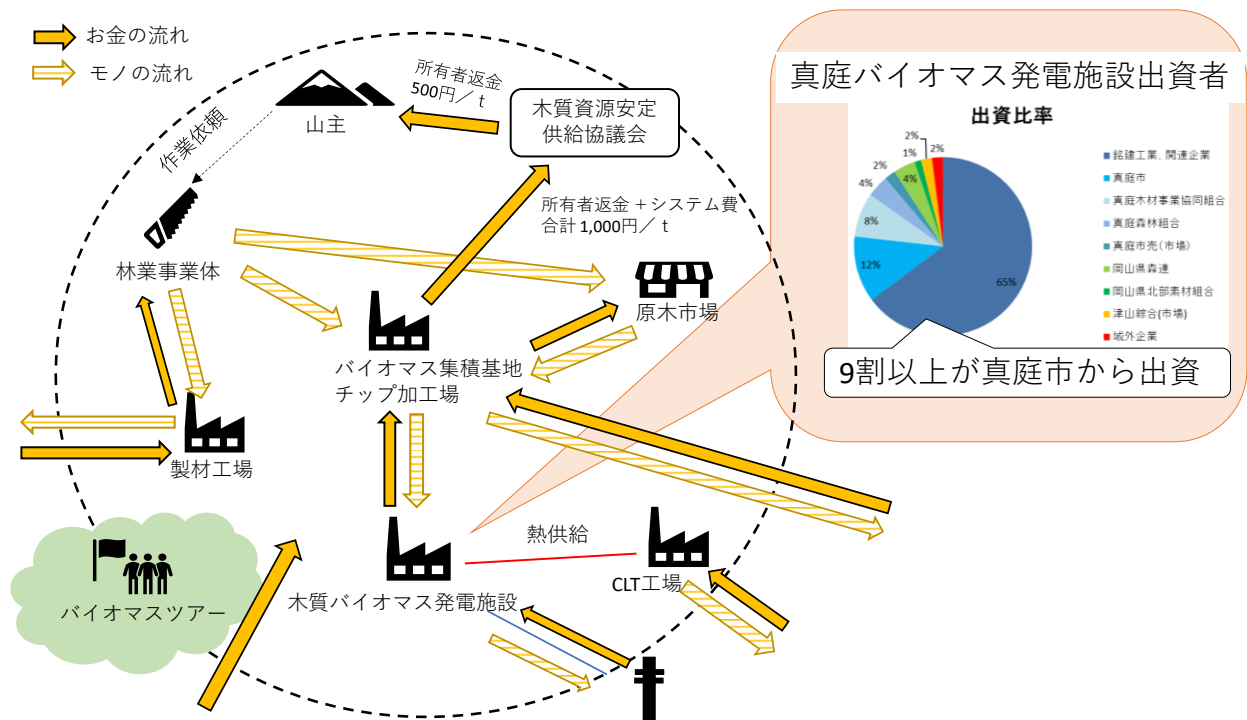 お金の流れ
モノの流れ
所有者返金
500円／ｔ
山主
木質資源安定
供給協議会
作業依頼
所有者返金 + システム費
合計 1,000円／ｔ
林業事業体
原木市場
バイオマス集積基地
チップ加工場
製材工場
熱供給
CLT工場
バイオマスツアー
木質バイオマス発電施設
真庭バイオマス発電施設出資者
出資比率
2%
1%
2%
2%
4%
4%
8%
12%
65%
銘建工業、関連企業
真庭市
真庭木材事業協同組合
真庭森林組合
真庭市売(市場)
岡山県森連
岡山県北部素材組合
津山綜合(市場)
域外企業
9割以上が真庭市から出資